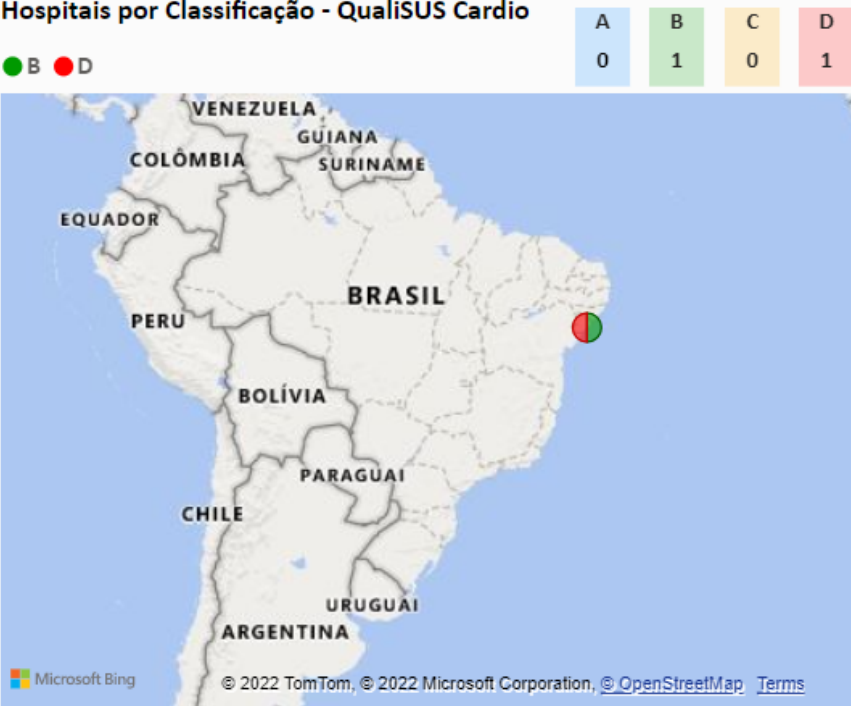 Hospitais por Classificação - QualiSUS Cardio
A B C D
0 1 0 1
B D
VENEZUELA
GUIANA
COLÔMBIA
SURINAME
EQUADOR
BRASIL
PERU
BOLÍVIA
PARAGUAI
CHILE
URUGUAI
ARGENTINA
Microsoft Bing
© 2022 TomTom, © 2022 Microsoft Corporation, © OpenStreetMap Terms